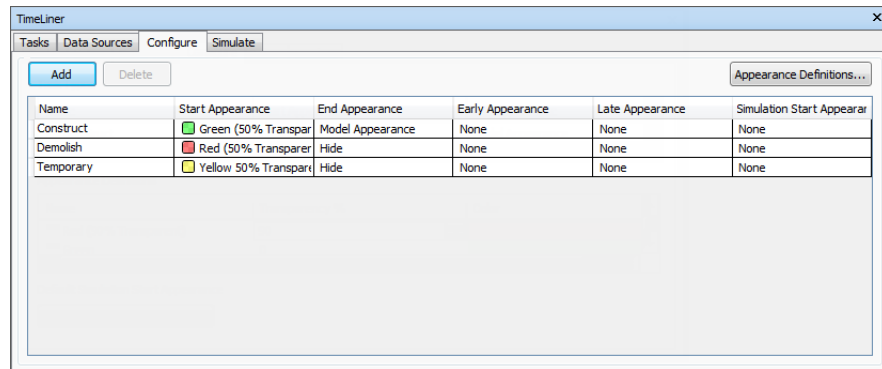 TimeLiner
Tasks Data Sources Configure Simulate
Add Delete Appearance Definitions...
Name Start Appearance End Appearance Early Appearance Late Appearance Simulation Start Appearar
Construct Green (50% Transpar Model Appearance None None None
Demolish Red (50% Transparer Hide None None None
Temporary Yellow 50% Transpare Hide None None None